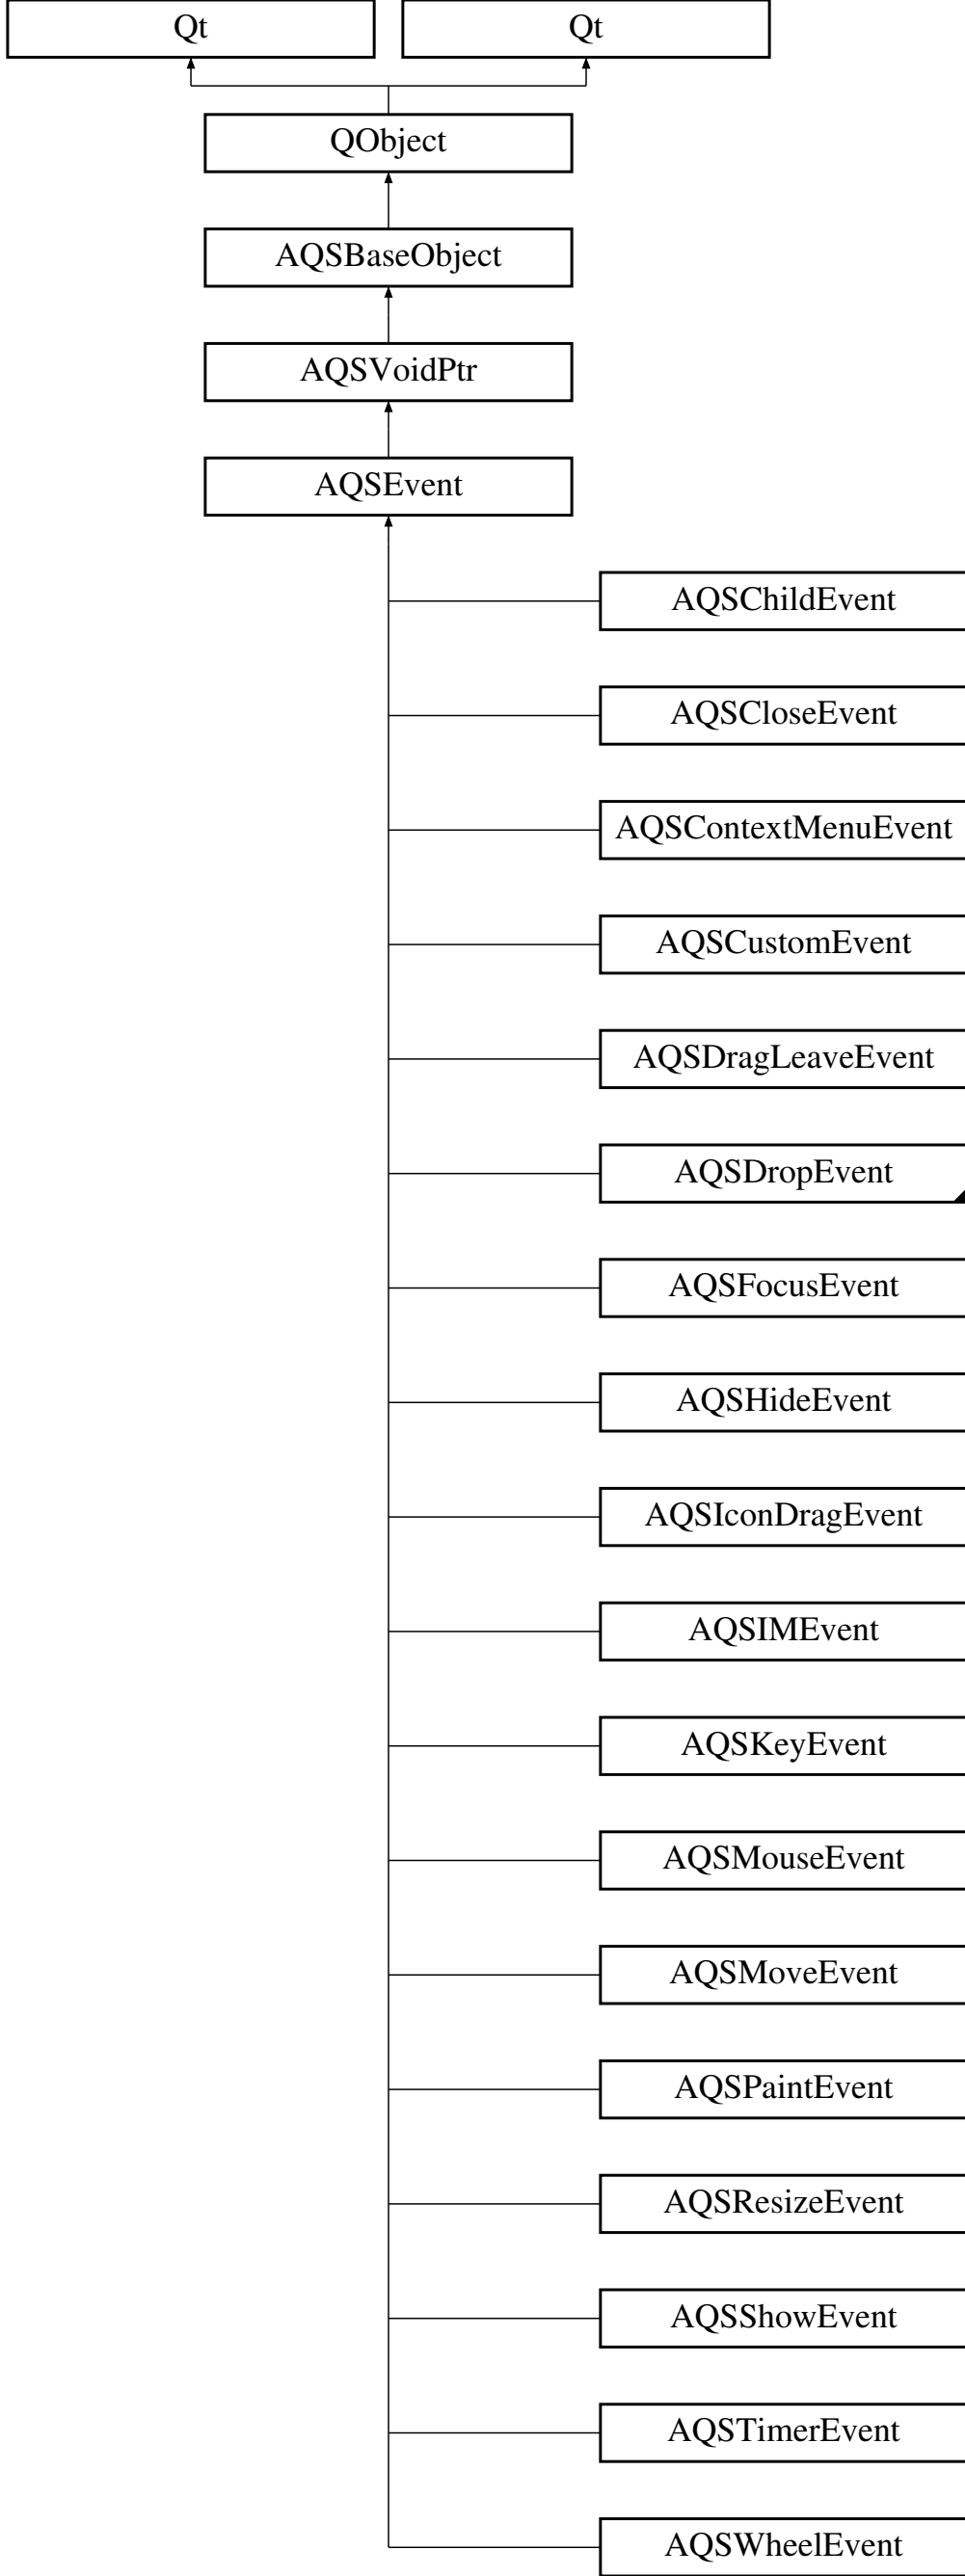 Qt Qt
QObject
AQSBaseObject
AQSVoidPtr
AQSEvent
AQSChildEvent
AQSCloseEvent
AQSContextMenuEvent
AQSCustomEvent
AQSDragLeaveEvent
AQSDropEvent
AQSFocusEvent
AQSHideEvent
AQSIconDragEvent
AQSIMEvent
AQSKeyEvent
AQSMouseEvent
AQSMoveEvent
AQSPaintEvent
AQSResizeEvent
AQSShowEvent
AQSTimerEvent
AQSWheelEvent